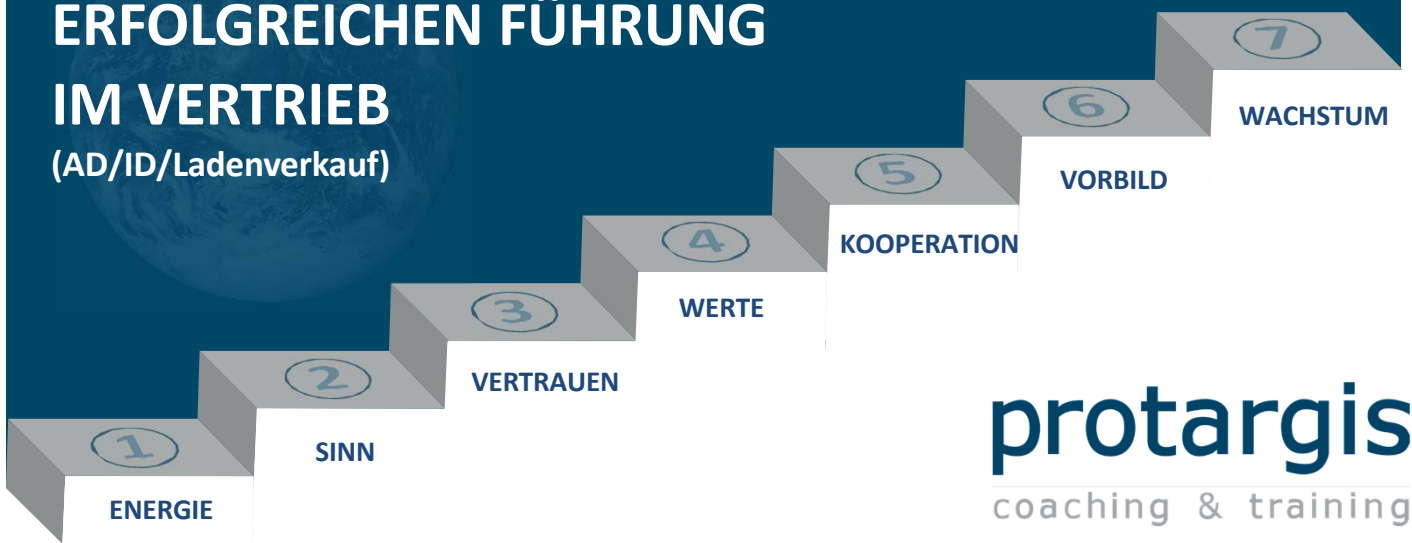 ERFOLGREICHEN FÜHRUNG
IM VERTRIEB
(AD/ID/Ladenverkauf)
7
WACHSTUM
6
VORBILD
5
KOOPERATION
4
WERTE
3
VERTRAUEN
2
SINN
1
ENERGIE
protargis
coaching & training